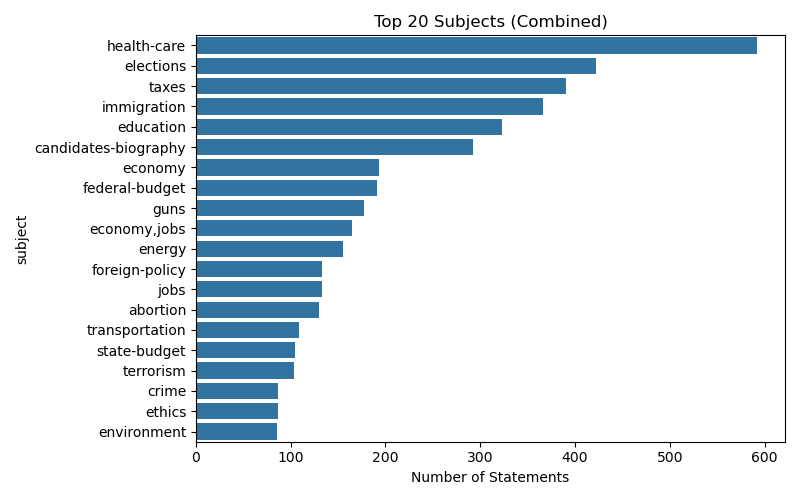 Top 20 Subjects (Combined)
health-care
elections
taxes
immigration
education
candidates-biography
economy
federal-budget
guns
economy,jobs
energy
foreign-policy
jobs
abortion
transportation
state-budget
terrorism
crime
ethics
environment
subject
0 100 200 300 400 500 600
Number of Statements